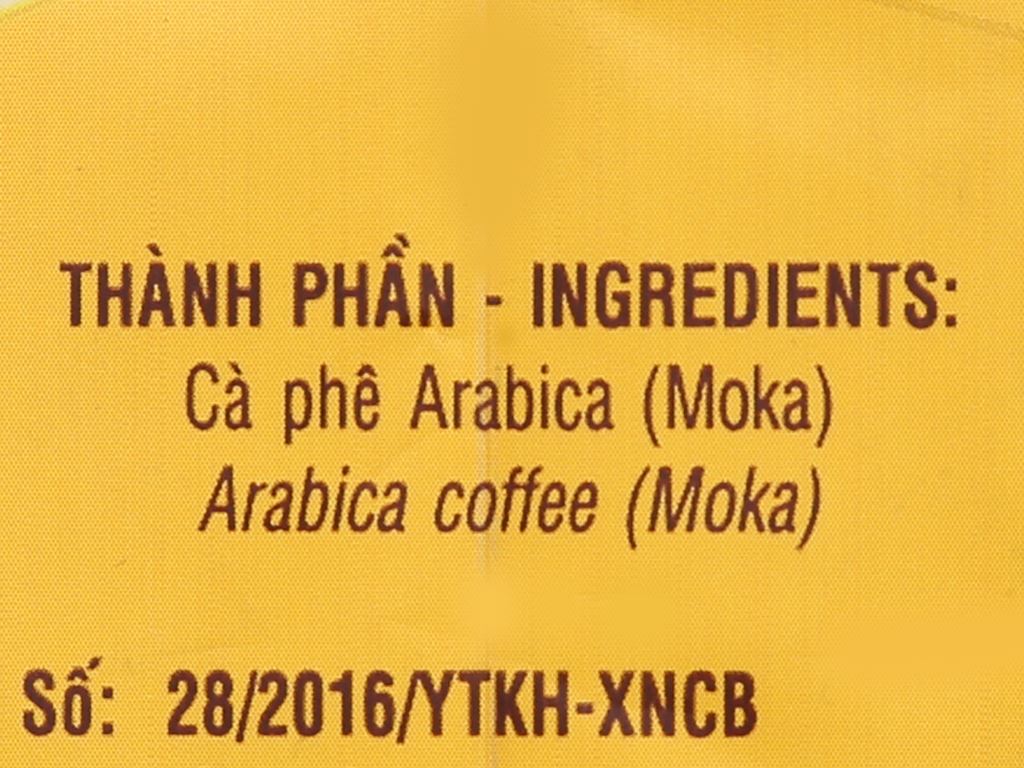 THÀNH PHẦN - INGREDIENTS:
Cà phê Arabica (Moka)
Arabica coffee (Moka)
Số: 28/2016/YTKH-XNCB